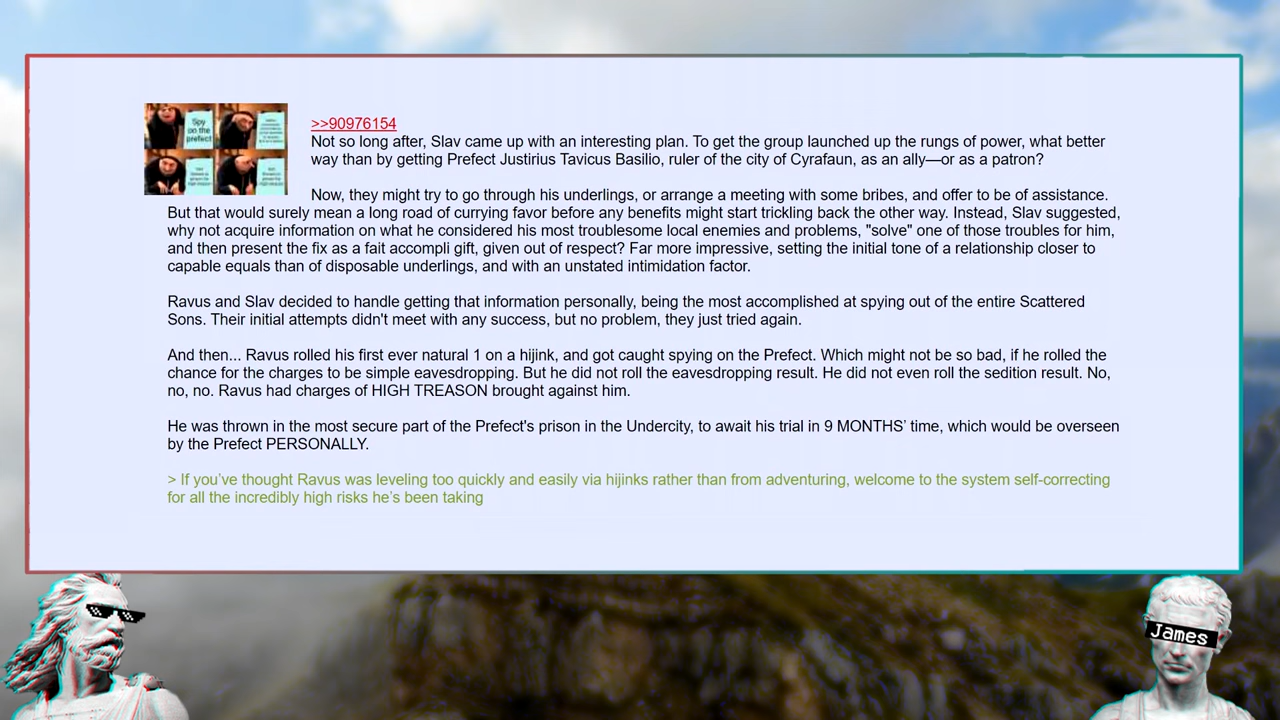 Spy
on the
prefect
>>90976154
Not so long after, Slav came up with an interesting plan. To get the group launched up the rungs of power, what better
way than by getting Prefect Justirius Tavicus Basilio, ruler of the city of Cyrafaun, as an ally—or as a patron?
Now, they might try to go through his underlings, or arrange a meeting with some bribes, and offer to be of assistance.
But that would surely mean a long road of currying favor before any benefits might start trickling back the other way. Instead, Slav suggested,
why not acquire information on what he considered his most troublesome local enemies and problems, "solve" one of those troubles for him,
and then present the fix as a fait accompli gift, given out of respect? Far more impressive, setting the initial tone of a relationship closer to
capable equals than of disposable underlings, and with an unstated intimidation factor.
Ravus and Slav decided to handle getting that information personally, being the most accomplished at spying out of the entire Scattered
Sons. Their initial attempts didn't meet with any success, but no problem, they just tried again.
And then... Ravus rolled his first ever natural 1 on a hijink, and got caught spying on the Prefect. Which might not be so bad, if he rolled the
chance for the charges to be simple eavesdropping. But he did not roll the eavesdropping result. He did not even roll the sedition result. No,
no, no. Ravus had charges of HIGH TREASON brought against him.
He was thrown in the most secure part of the Prefect's prison in the Undercity, to await his trial in 9 MONTHS’ time, which would be overseen
by the Prefect PERSONALLY.
> If you’ve thought Ravus was leveling too quickly and easily via hijinks rather than from adventuring, welcome to the system self-correcting
for all the incredibly high risks he’s been taking
James